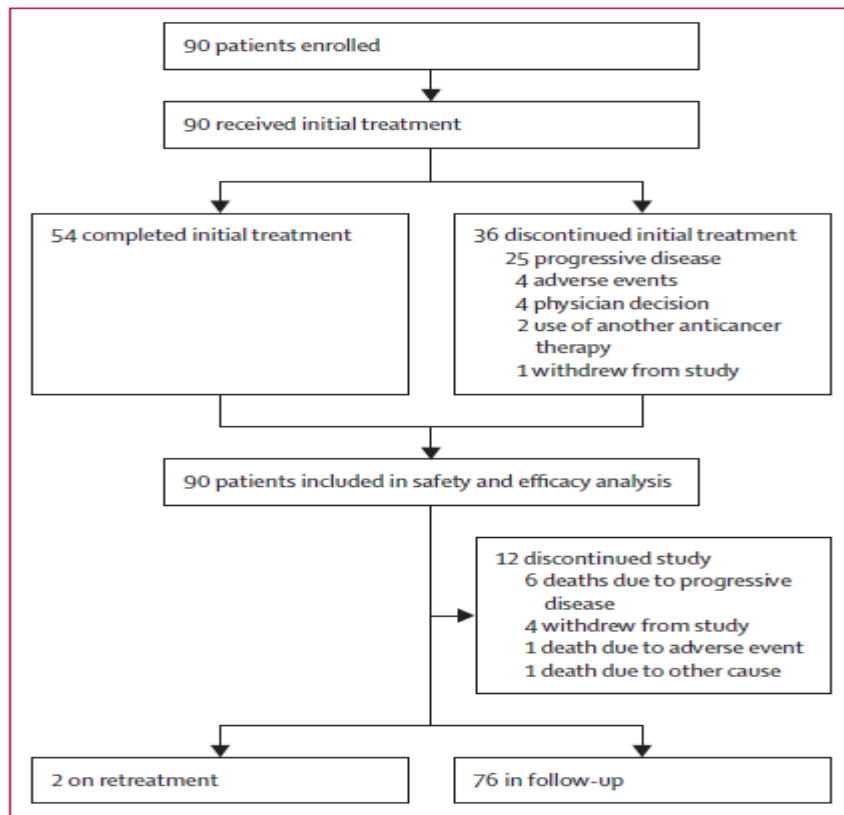 90 patients enrolled
90 received initial treatment
54 completed initial treatment
36 discontinued initial treatment
25 progressive disease
4 adverse events
4 physician decision
2 use of another anticancer
therapy
1 withdrew from study
90 patients included in safety and efficacy analysis
12 discontinued study
6 deaths due to progressive
disease
4 withdrew from study
1 death due to adverse event
1 death due to other cause
2 on retreatment
76 in follow-up